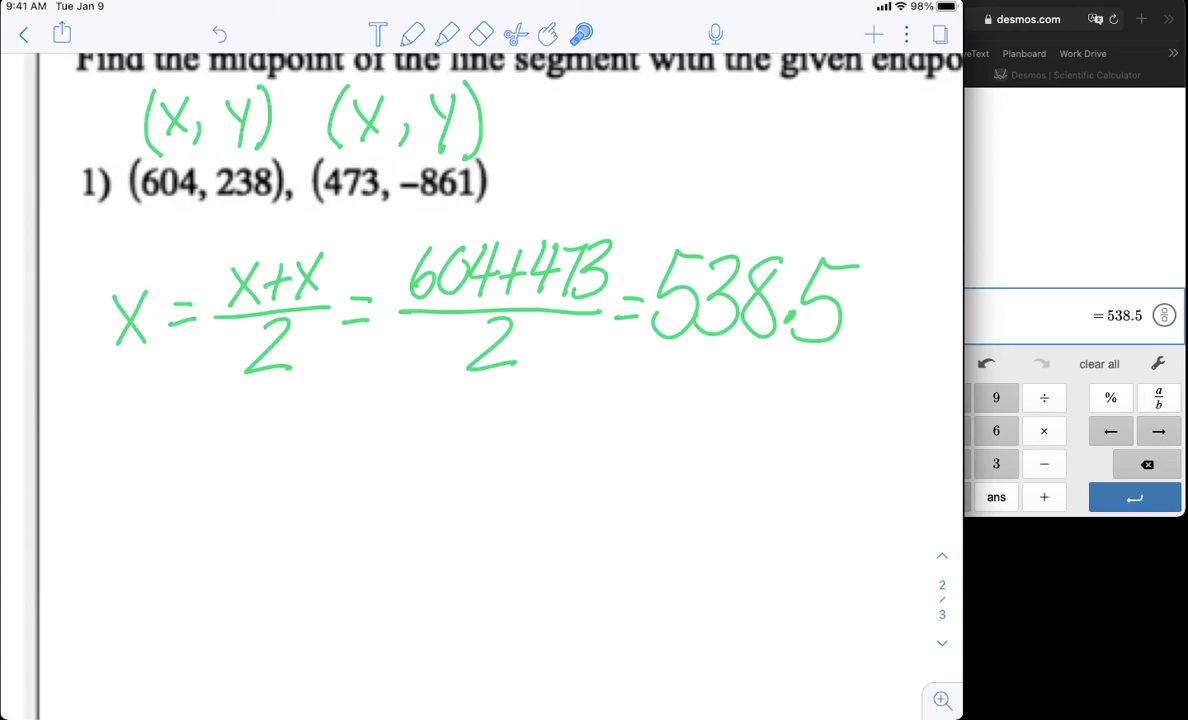 9:41 AM Tue Jan 9
98%
desmos.com
veText Planboard Work Drive
Desmos | Scientific Calculator
Find the midpoint of the line segment with the given endpo
(x, y) (x, y)
1) (604, 238), (473, −861)
x = x+x/2 = 604+473/2 = 538.5
= 538.5
clear all
9 ÷ % a/b
6 × ← →
3 −
ans +
2
/
3